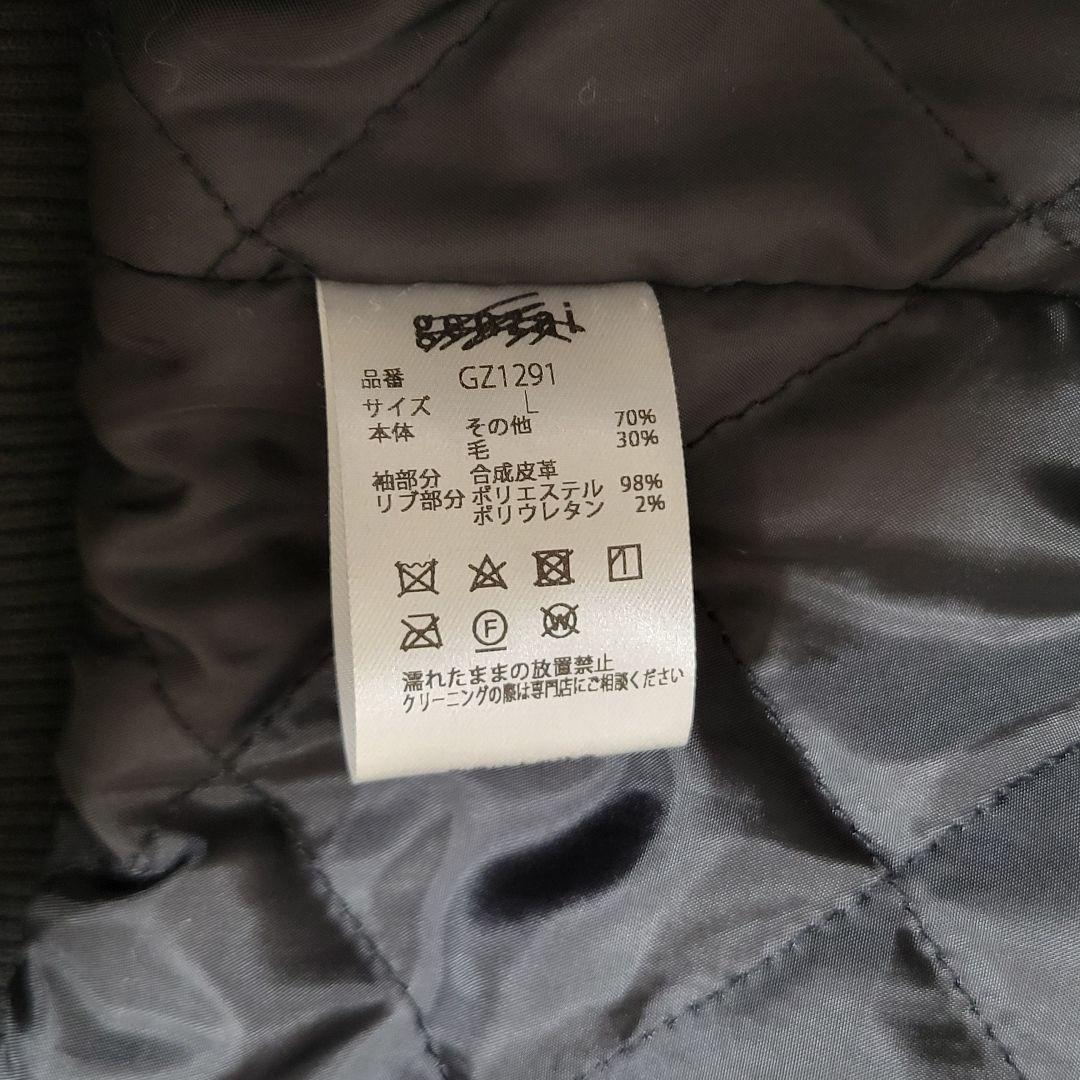 品番 GZ1291
サイズ L
本体 その他 70%
毛 30%
袖部分 合成皮革
リブ部分 ポリエステル 98%
ポリウレタン 2%
F
W
濡れたままの放置禁止
クリーニングの際は専門店にご相談ください